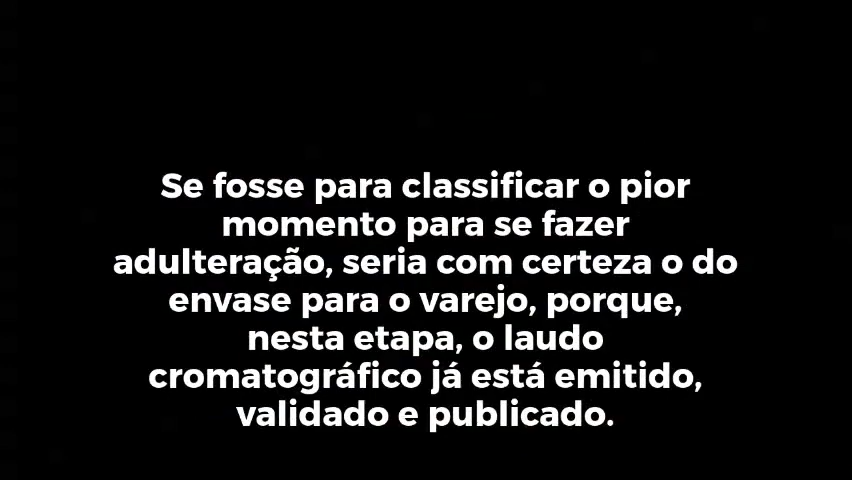 Se fosse para classificar o pior
momento para se fazer
adulteração, seria com certeza o do
envase para o varejo, porque,
nesta etapa, o laudo
cromatográfico já está emitido,
validado e publicado.